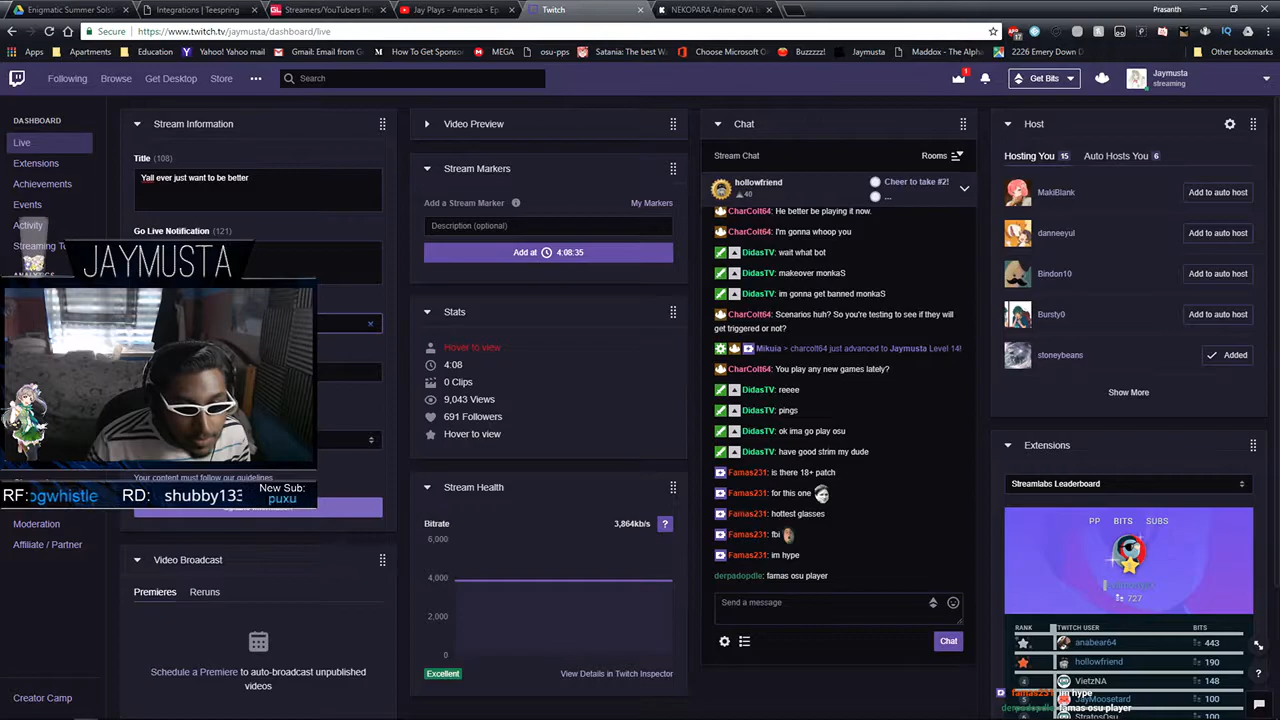 Enigmatic Summer Solst
Integrations | Teespring
Streamers/YouTubers In
Jay Plays - Amnesia - Ep
Twitch
NEKOPARA Anime OVA is
Prasanth
Secure
https://www.twitch.tv/jaymusta/dashboard/live
Apps
Apartments
Education
Yahoo! Yahoo! mail
Gmail: Email from G
How To Get Sponsor
MEGA
osu-pps
Satania: The best Wa
Choose Microsoft O
Buzzzz!
Jaymusta
Maddox - The Alpha
2226 Emery Down D
Other bookmarks
Following
Browse
Get Desktop
Store
Search
1
Get Bits
Jaymusta
streaming
DASHBOARD
Live
Extensions
Achievements
Events
Activity
Streaming To
ANALYTICS
Moderation
Affiliate / Partner
Creator Camp
Stream Information
Title (108)
Yall ever just want to be better
Go Live Notification (121)
JAYMUSTA
Your content must follow our guidelines
RF: ogwhistle
RD: shubby133
New Sub:
puxu
Video Broadcast
Premieres
Reruns
Schedule a Premiere to auto-broadcast unpublished
videos
Video Preview
Stream Markers
Add a Stream Marker
My Markers
Description (optional)
Add at 4:08:35
Stats
Hover to view
4:08
0 Clips
9,043 Views
691 Followers
Hover to view
Stream Health
Bitrate
3,864kb/s
?
6,000
4,000
2,000
0
Excellent
View Details in Twitch Inspector
Chat
Stream Chat
Rooms
hollowfriend
40
Cheer to take #2!
...
CharColt64: He better be playing it now.
CharColt64: I'm gonna whoop you
DidasTV: wait what bot
DidasTV: makeover monkaS
DidasTV: im gonna get banned monkaS
CharColt64: Scenarios huh? So you're testing to see if they will
get triggered or not?
Mikuia > charcolt64 just advanced to Jaymusta Level 14!
CharColt64: You play any new games lately?
DidasTV: reeee
DidasTV: pings
DidasTV: ok ima go play osu
DidasTV: have good strim my dude
Famas231: is there 18+ patch
Famas231: for this one
Famas231: hottest glasses
Famas231: fbi
Famas231: im hype
derpadopdle: famas osu player
Send a message
Chat
Host
Hosting You 15
Auto Hosts You 6
MakiBlank
Add to auto host
danneeyul
Add to auto host
Bindon10
Add to auto host
Bursty0
Add to auto host
stoneybeans
Added
Show More
Extensions
Streamlabs Leaderboard
PP BITS SUBS
727
RANK
TWITCH USER
BITS
anabear64
443
hollowfriend
190
4
VietzNA
148
5
JayMoosetard
100
StratosOsu
100
famas231: im hype
derpadopdle: famas osu player